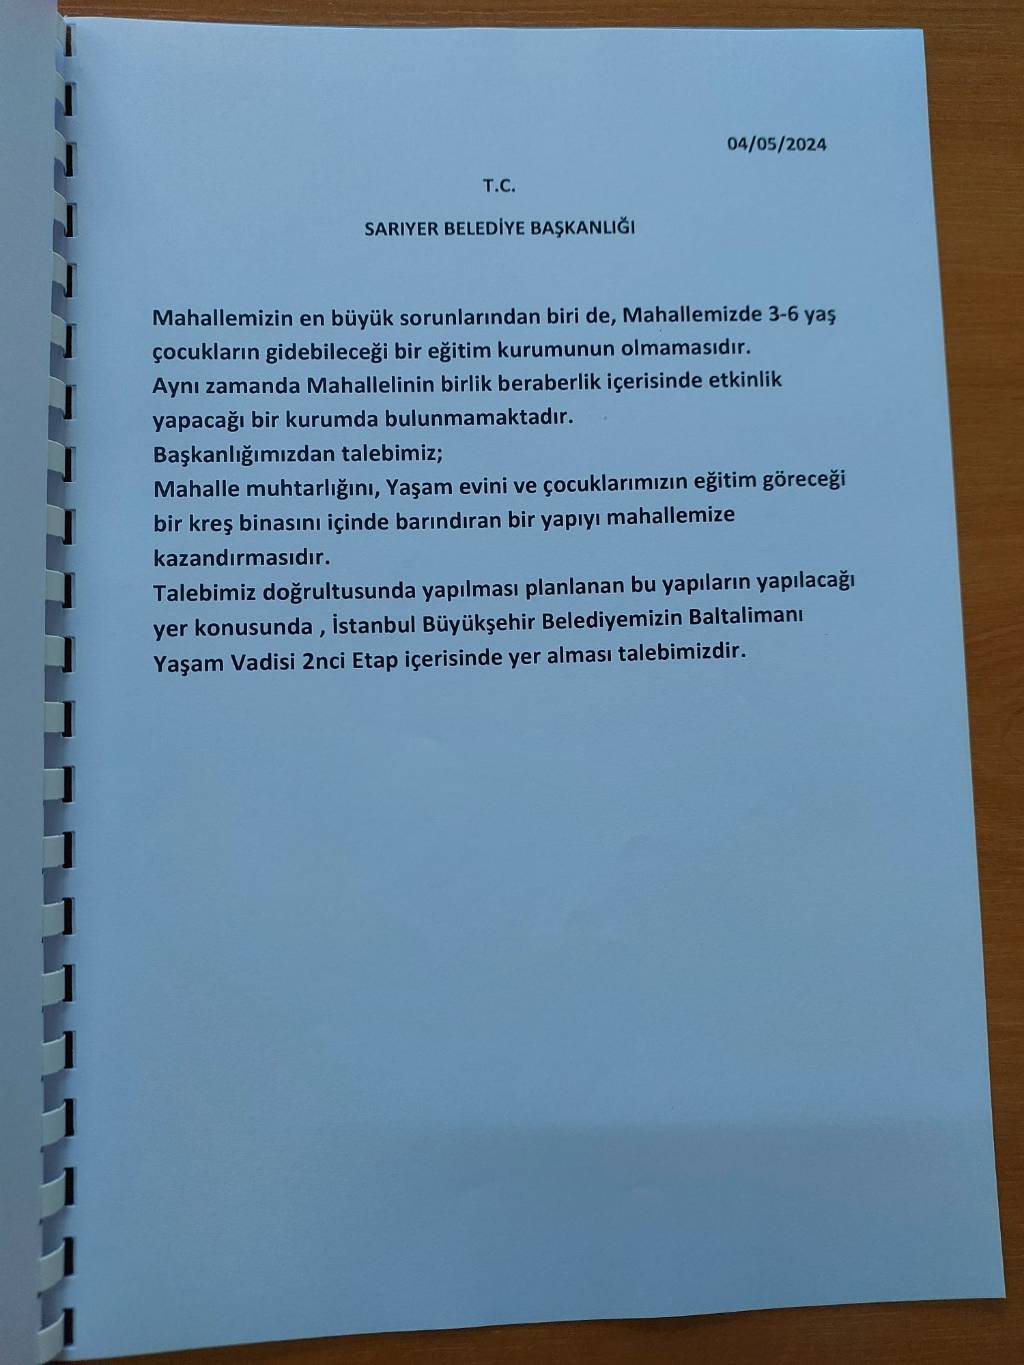 04/05/2024
T.C.
SARIYER BELEDİYE BAŞKANLIĞI
Mahallemizin en büyük sorunlarından biri de, Mahallemizde 3-6 yaş
çocukların gidebileceği bir eğitim kurumunun olmamasıdır.
Aynı zamanda Mahallelinin birlik beraberlik içerisinde etkinlik
yapacağı bir kurumda bulunmamaktadır.
Başkanlığımızdan talebimiz;
Mahalle muhtarlığını, Yaşam evini ve çocuklarımızın eğitim göreceği
bir kreş binasını içinde barındıran bir yapıyı mahallemize
kazandırmasıdır.
Talebimiz doğrultusunda yapılması planlanan bu yapıların yapılacağı
yer konusunda , İstanbul Büyükşehir Belediyemizin Baltalimanı
Yaşam Vadisi 2nci Etap içerisinde yer alması talebimizdir.